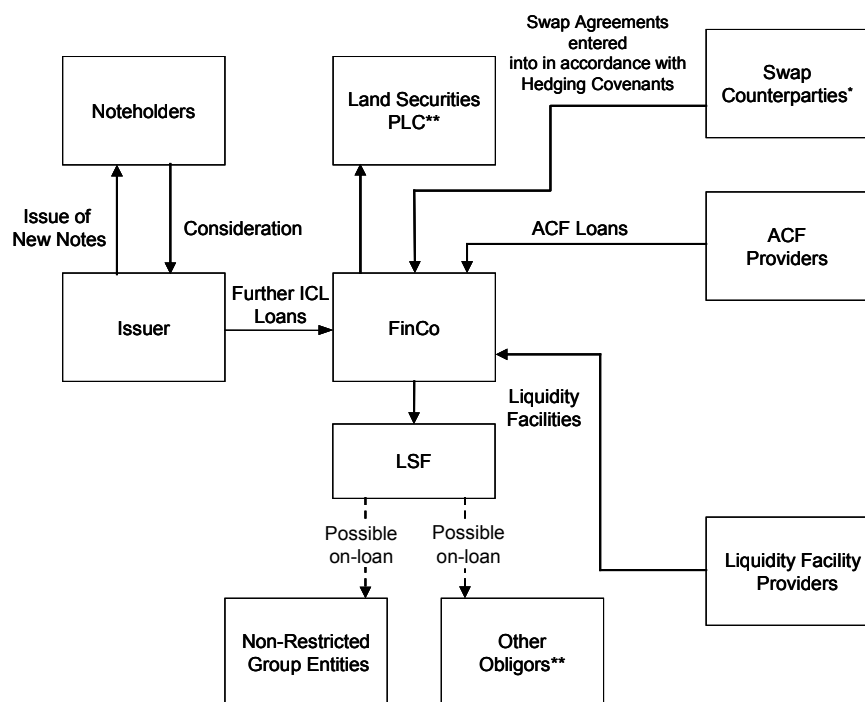 Swap Agreements
entered
into in accordance with
Hedging Covenants
Swap
Counterparties*
Noteholders
Land Securities
PLC**
Issue of
New Notes
Consideration
ACF Loans
ACF
Providers
Issuer
Further ICL
Loans
FinCo
Liquidity
Facilities
LSF
Possible
on-loan
Possible
on-loan
Liquidity Facility
Providers
Non-Restricted
Group Entities
Other
Obligors**